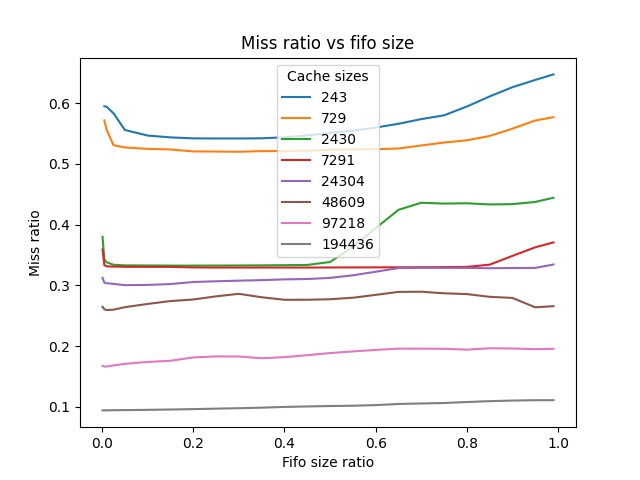 Miss ratio vs fifo size
Cache sizes
243
729
2430
7291
24304
48609
97218
194436
Miss ratio
0.6
0.5
0.4
0.3
0.2
0.1
0.0 0.2 0.4 0.6 0.8 1.0
Fifo size ratio